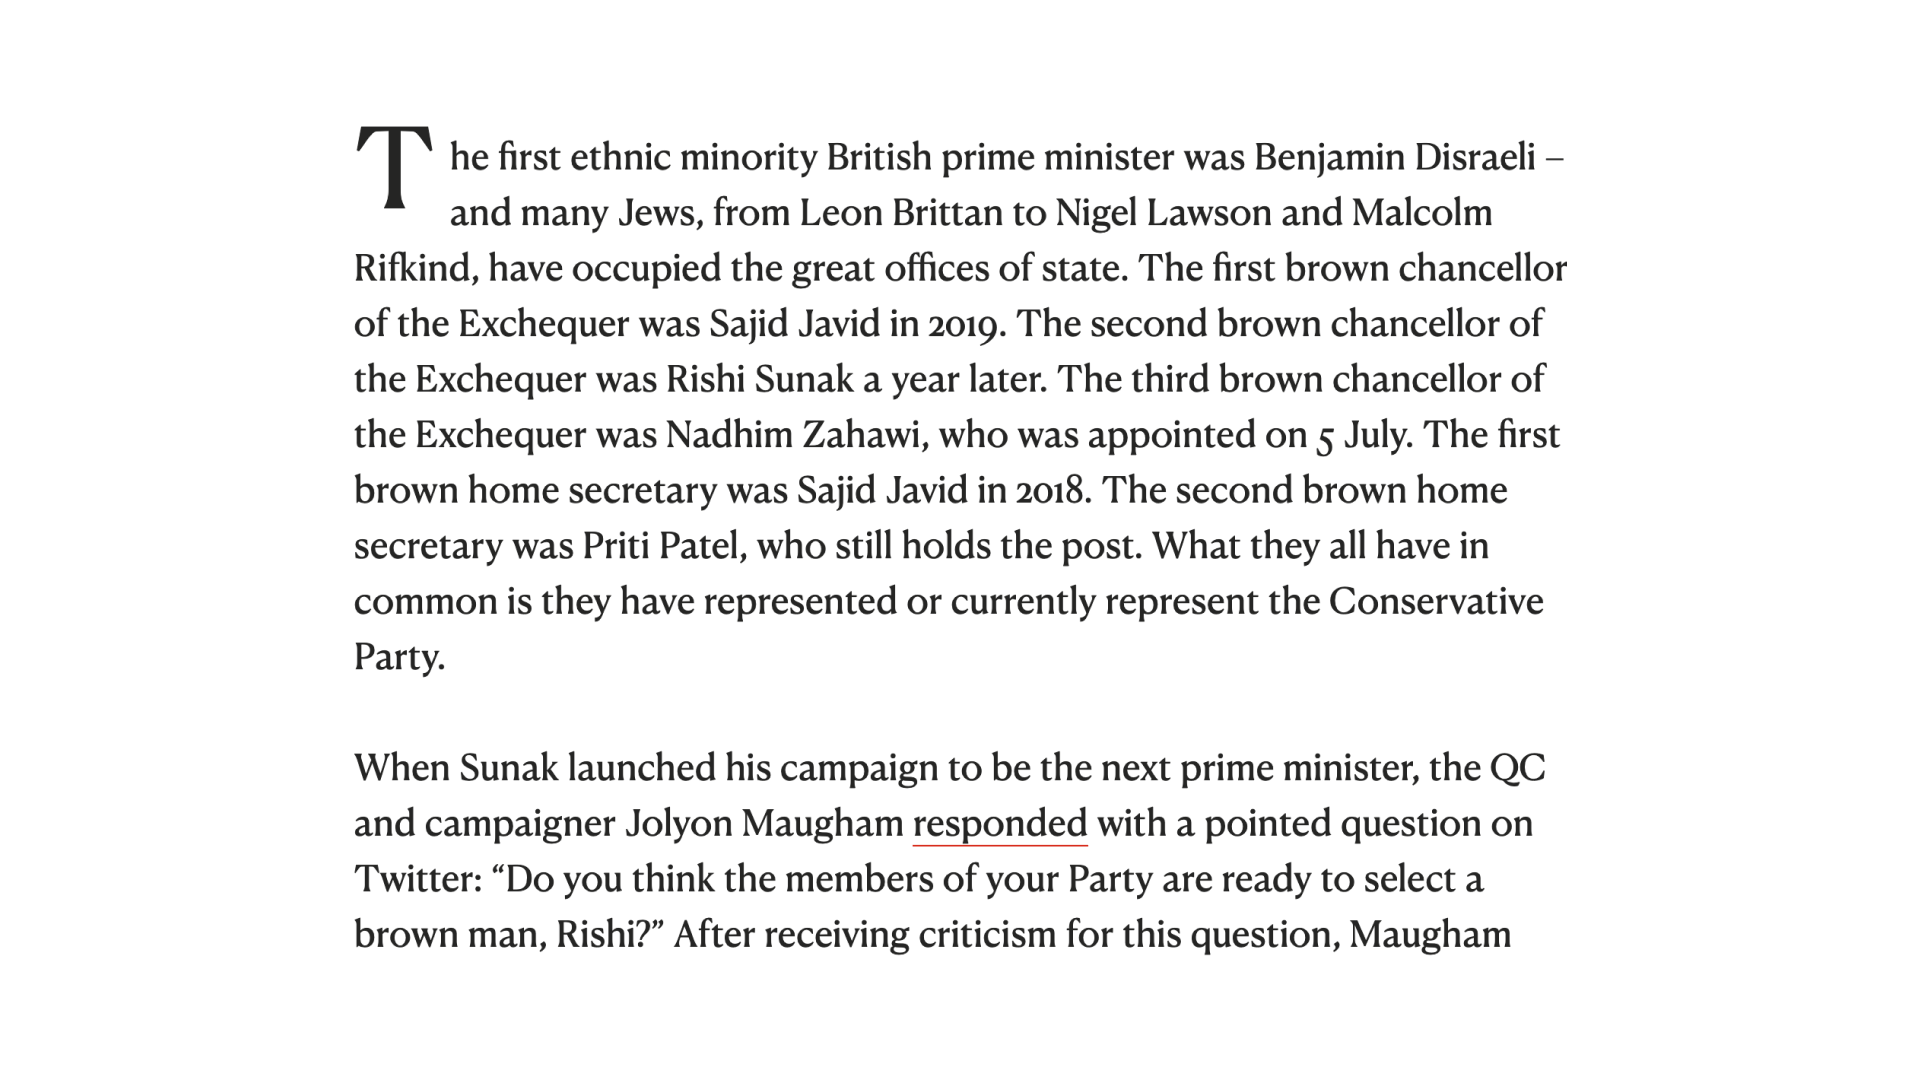 The first ethnic minority British prime minister was Benjamin Disraeli –
and many Jews, from Leon Brittan to Nigel Lawson and Malcolm
Rifkind, have occupied the great offices of state. The first brown chancellor
of the Exchequer was Sajid Javid in 2019. The second brown chancellor of
the Exchequer was Rishi Sunak a year later. The third brown chancellor of
the Exchequer was Nadhim Zahawi, who was appointed on 5 July. The first
brown home secretary was Sajid Javid in 2018. The second brown home
secretary was Priti Patel, who still holds the post. What they all have in
common is they have represented or currently represent the Conservative
Party.
When Sunak launched his campaign to be the next prime minister, the QC
and campaigner Jolyon Maugham responded with a pointed question on
Twitter: “Do you think the members of your Party are ready to select a
brown man, Rishi?” After receiving criticism for this question, Maugham